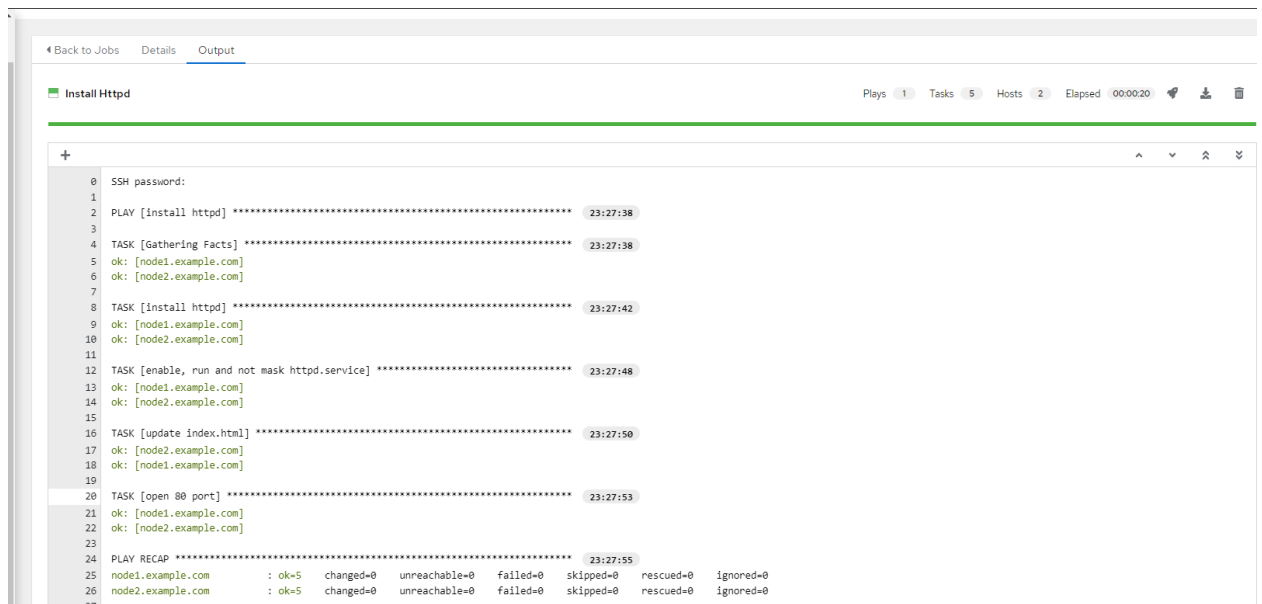 Back to Jobs Details Output
Install Httpd Plays 1 Tasks 5 Hosts 2 Elapsed 00:00:20
0 SSH password:
1
2 PLAY [install httpd] *********************************************************** 23:27:38
3
4 TASK [Gathering Facts] ********************************************************* 23:27:38
5 ok: [node1.example.com]
6 ok: [node2.example.com]
7
8 TASK [install httpd] *********************************************************** 23:27:42
9 ok: [node1.example.com]
10 ok: [node2.example.com]
11
12 TASK [enable, run and not mask httpd.service] ********************************** 23:27:48
13 ok: [node1.example.com]
14 ok: [node2.example.com]
15
16 TASK [update index.html] ******************************************************* 23:27:50
17 ok: [node2.example.com]
18 ok: [node1.example.com]
19
20 TASK [open 80 port] ************************************************************ 23:27:53
21 ok: [node1.example.com]
22 ok: [node2.example.com]
23
24 PLAY RECAP ********************************************************************* 23:27:55
25 node1.example.com : ok=5 changed=0 unreachable=0 failed=0 skipped=0 rescued=0 ignored=0
26 node2.example.com : ok=5 changed=0 unreachable=0 failed=0 skipped=0 rescued=0 ignored=0